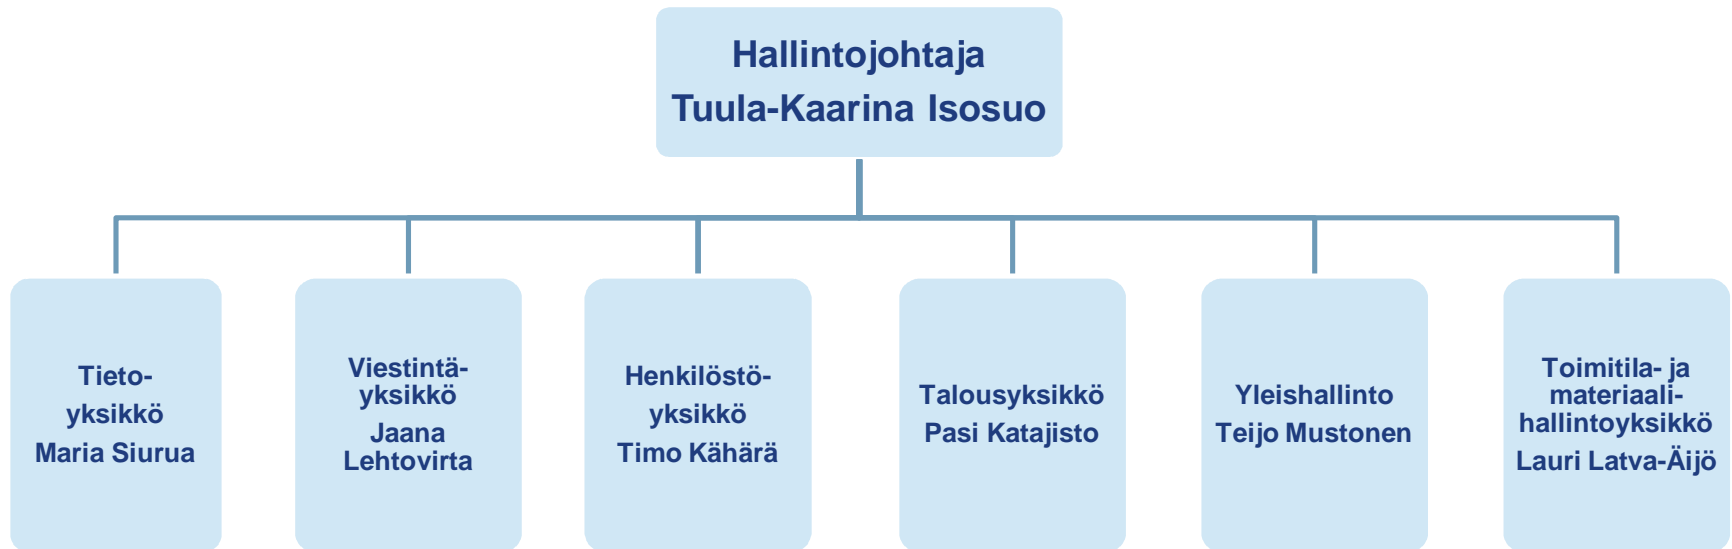 Hallintojohtaja
Tuula-Kaarina Isosuo
Tieto-
yksikkö
Maria Siurua
Viestintä-
yksikkö
Jaana
Lehtovirta
Henkilöstö-
yksikkö
Timo Kähärä
Talousyksikkö
Pasi Katajisto
Yleishallinto
Teijo Mustonen
Toimitila- ja
materiaali-
hallintoyksikkö
Lauri Latva-Äijö